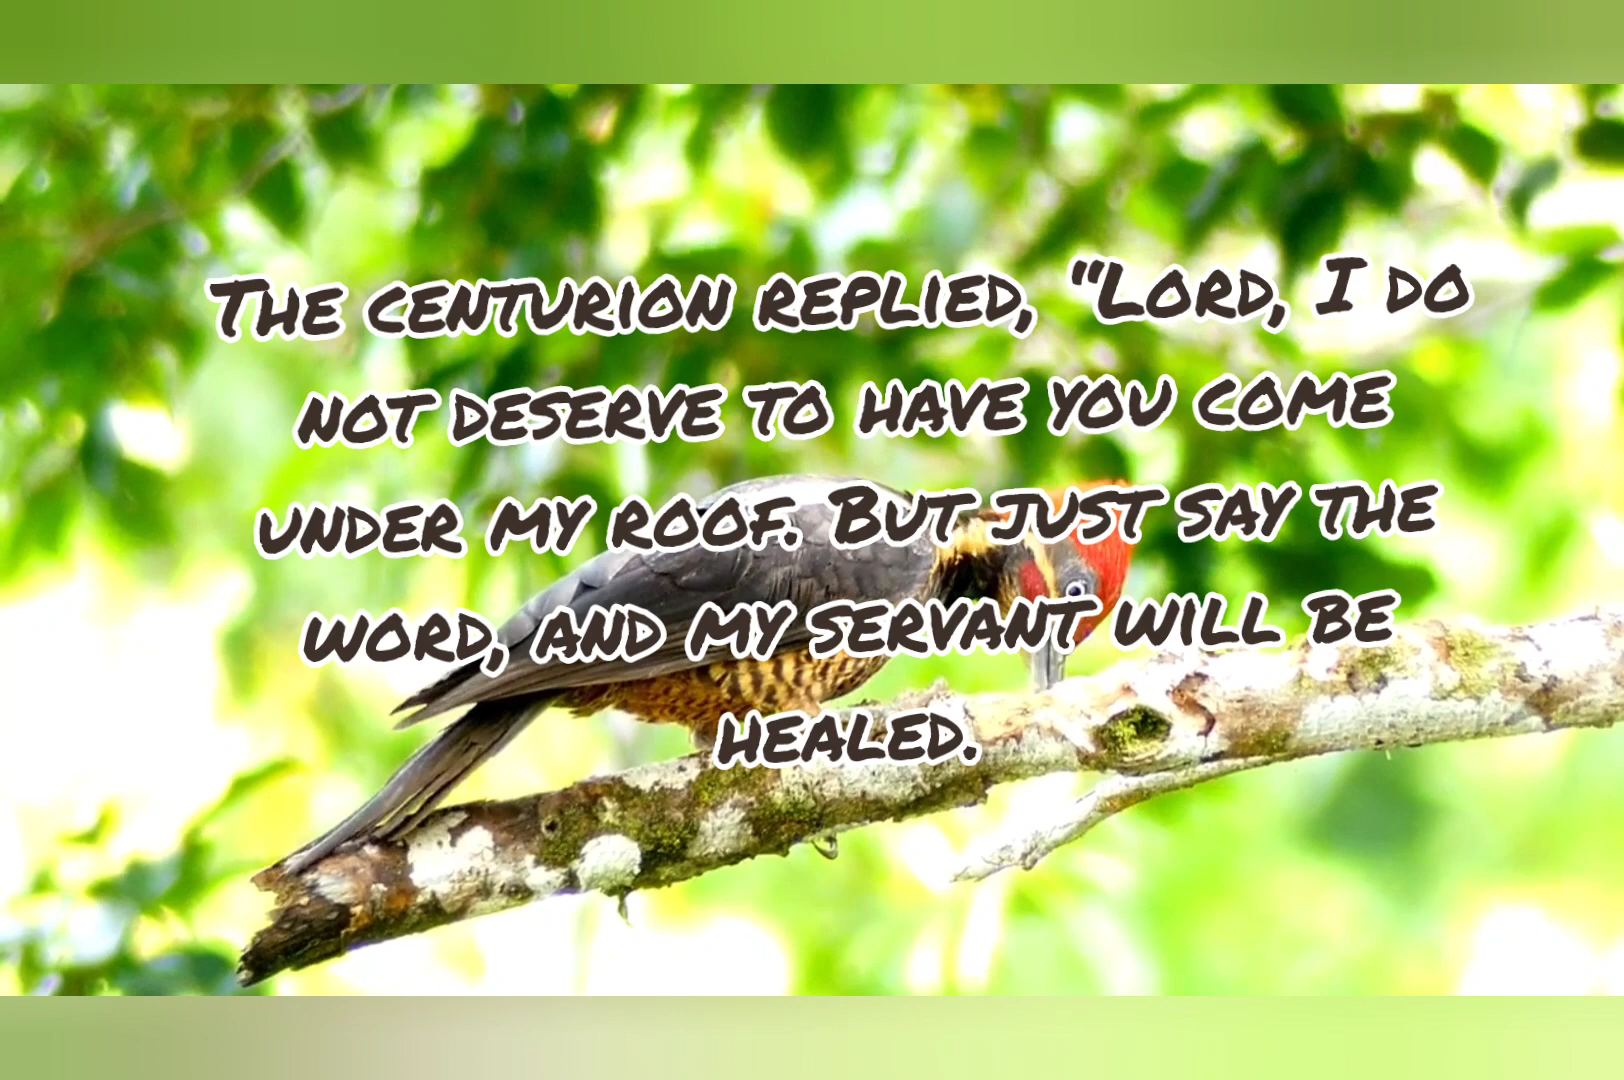 The centurion replied, “Lord, I do
not deserve to have you come
under my roof. But just say the
word, and my servant will be
healed.